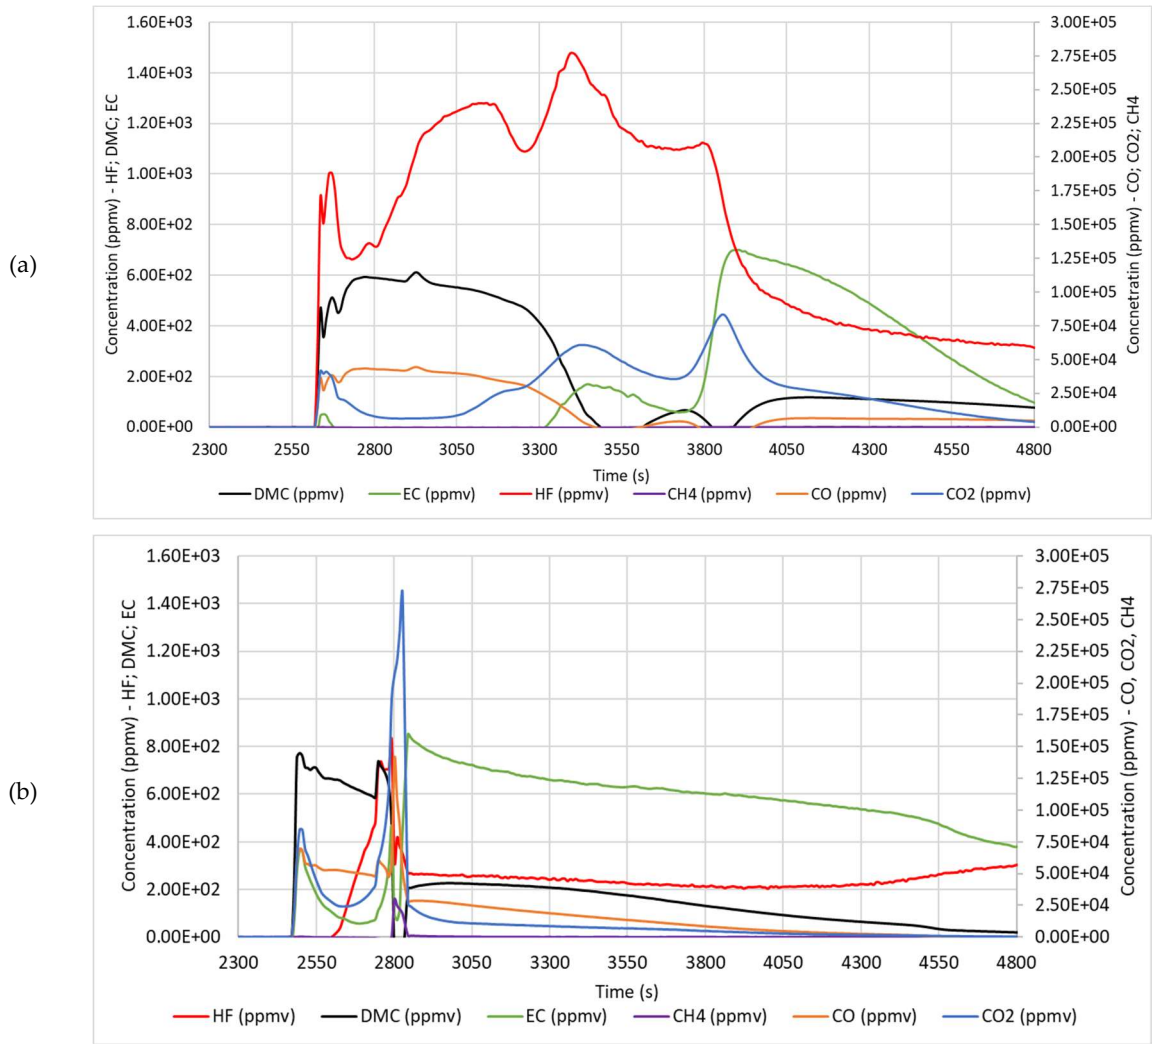 (a)
Concentration (ppmv) - HF; DMC; EC
1.60E+03
1.40E+03
1.20E+03
1.00E+03
8.00E+02
6.00E+02
4.00E+02
2.00E+02
0.00E+00
3.00E+05
2.75E+05
2.50E+05
2.25E+05
2.00E+05
1.75E+05
1.50E+05
1.25E+05
1.00E+05
7.50E+04
5.00E+04
2.50E+04
0.00E+00
Concnetratin (ppmv) - CO; CO2; CH4
2300 2550 2800 3050 3300 3550 3800 4050 4300 4550 4800
Time (s)
DMC (ppmv) EC (ppmv) HF (ppmv) CH4 (ppmv) CO (ppmv) CO2 (ppmv)
(b)
Concentration (ppmv) - HF; DMC; EC
1.60E+03
1.40E+03
1.20E+03
1.00E+03
8.00E+02
6.00E+02
4.00E+02
2.00E+02
0.00E+00
3.00E+05
2.75E+05
2.50E+05
2.25E+05
2.00E+05
1.75E+05
1.50E+05
1.25E+05
1.00E+05
7.50E+04
5.00E+04
2.50E+04
0.00E+00
Concentration (ppmv) - CO, CO2, CH4
2300 2550 2800 3050 3300 3550 3800 4050 4300 4550 4800
Time (s)
HF (ppmv) DMC (ppmv) EC (ppmv) CH4 (ppmv) CO (ppmv) CO2 (ppmv)